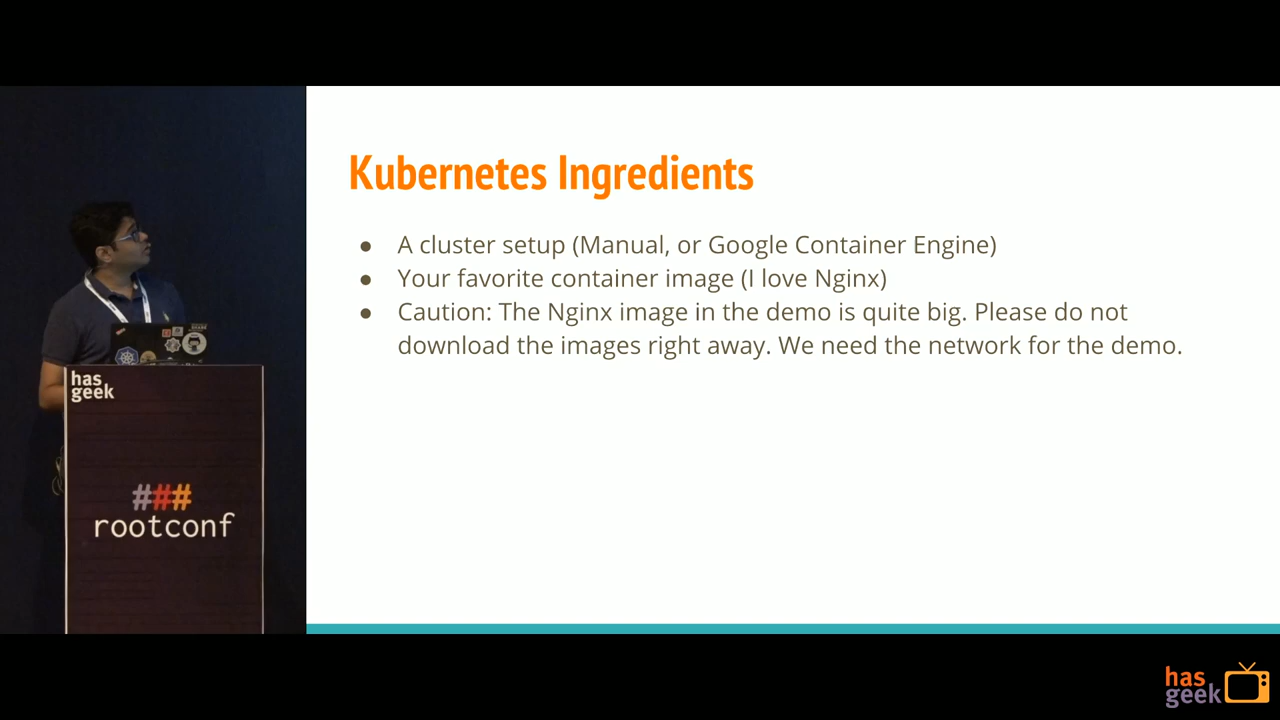 Kubernetes Ingredients
● A cluster setup (Manual, or Google Container Engine)
● Your favorite container image (I love Nginx)
● Caution: The Nginx image in the demo is quite big. Please do not
download the images right away. We need the network for the demo.
has
geek
###
rootconf
has
geek